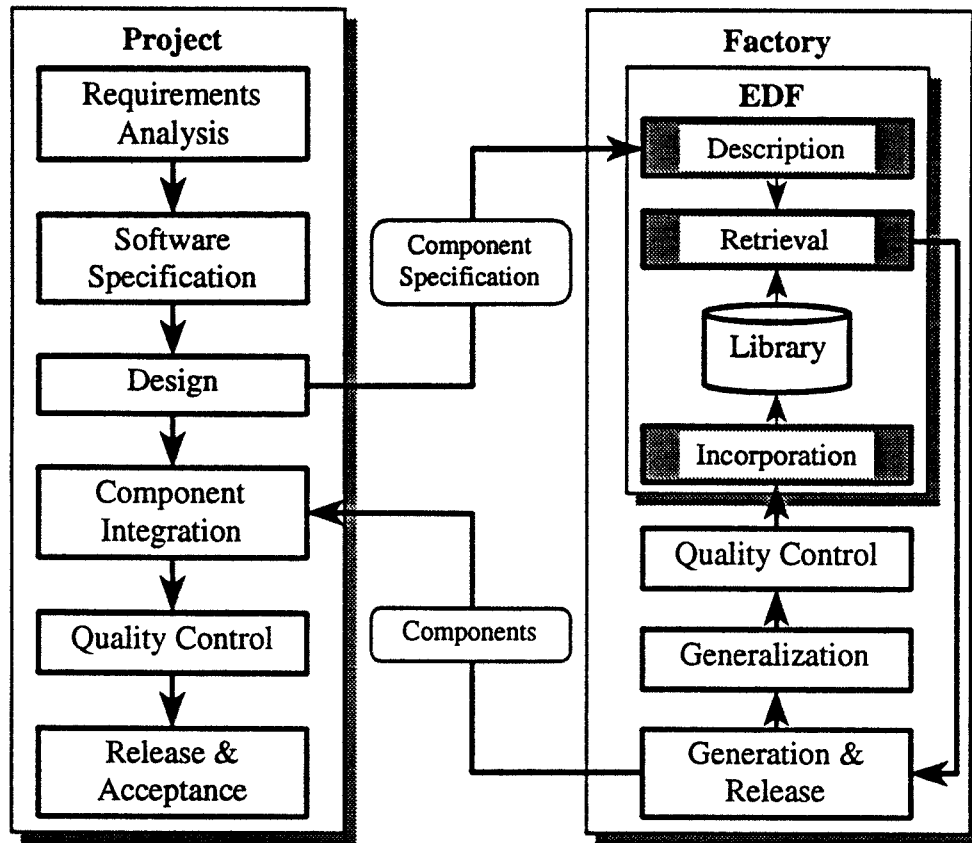 Project
Requirements
Analysis
Software
Specification
Design
Component
Integration
Quality Control
Release &
Acceptance
Component
Specification
Components
Factory
EDF
Description
Retrieval
Library
Incorporation
Quality Control
Generalization
Generation &
Release